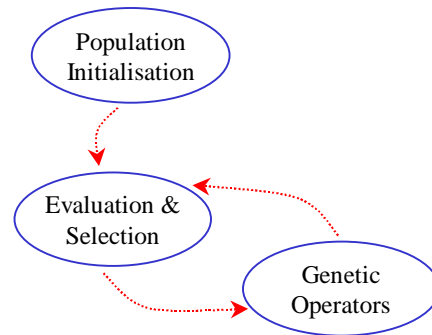 Population
Initialisation
Evaluation &
Selection
Genetic
Operators